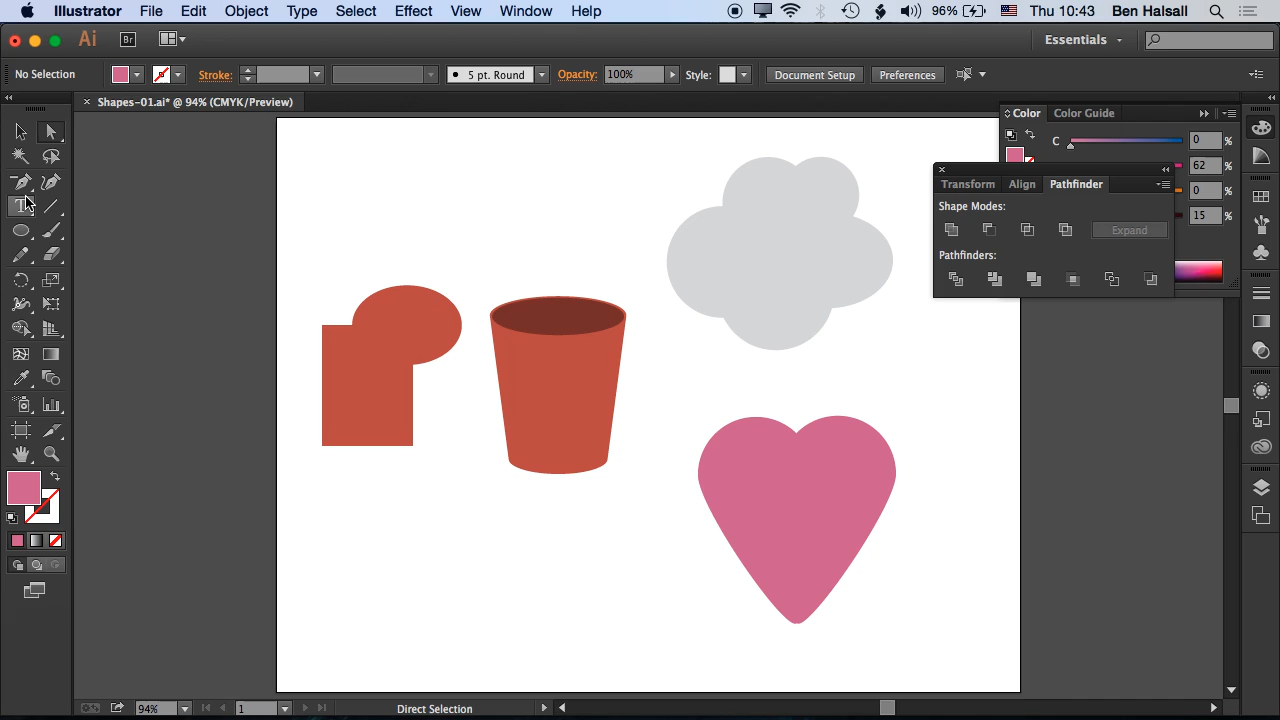 Illustrator File Edit Object Type Select Effect View Window Help 96% Thu 10:43 Ben Halsall
Ai Br Essentials
No Selection Stroke: 5 pt. Round Opacity: 100% Style: Document Setup Preferences
Shapes-01.ai* @ 94% (CMYK/Preview)
Color Color Guide
C 0 %
62 %
0 %
15 %
Transform Align Pathfinder
Shape Modes:
Expand
Pathfinders:
T
94% 1 Direct Selection